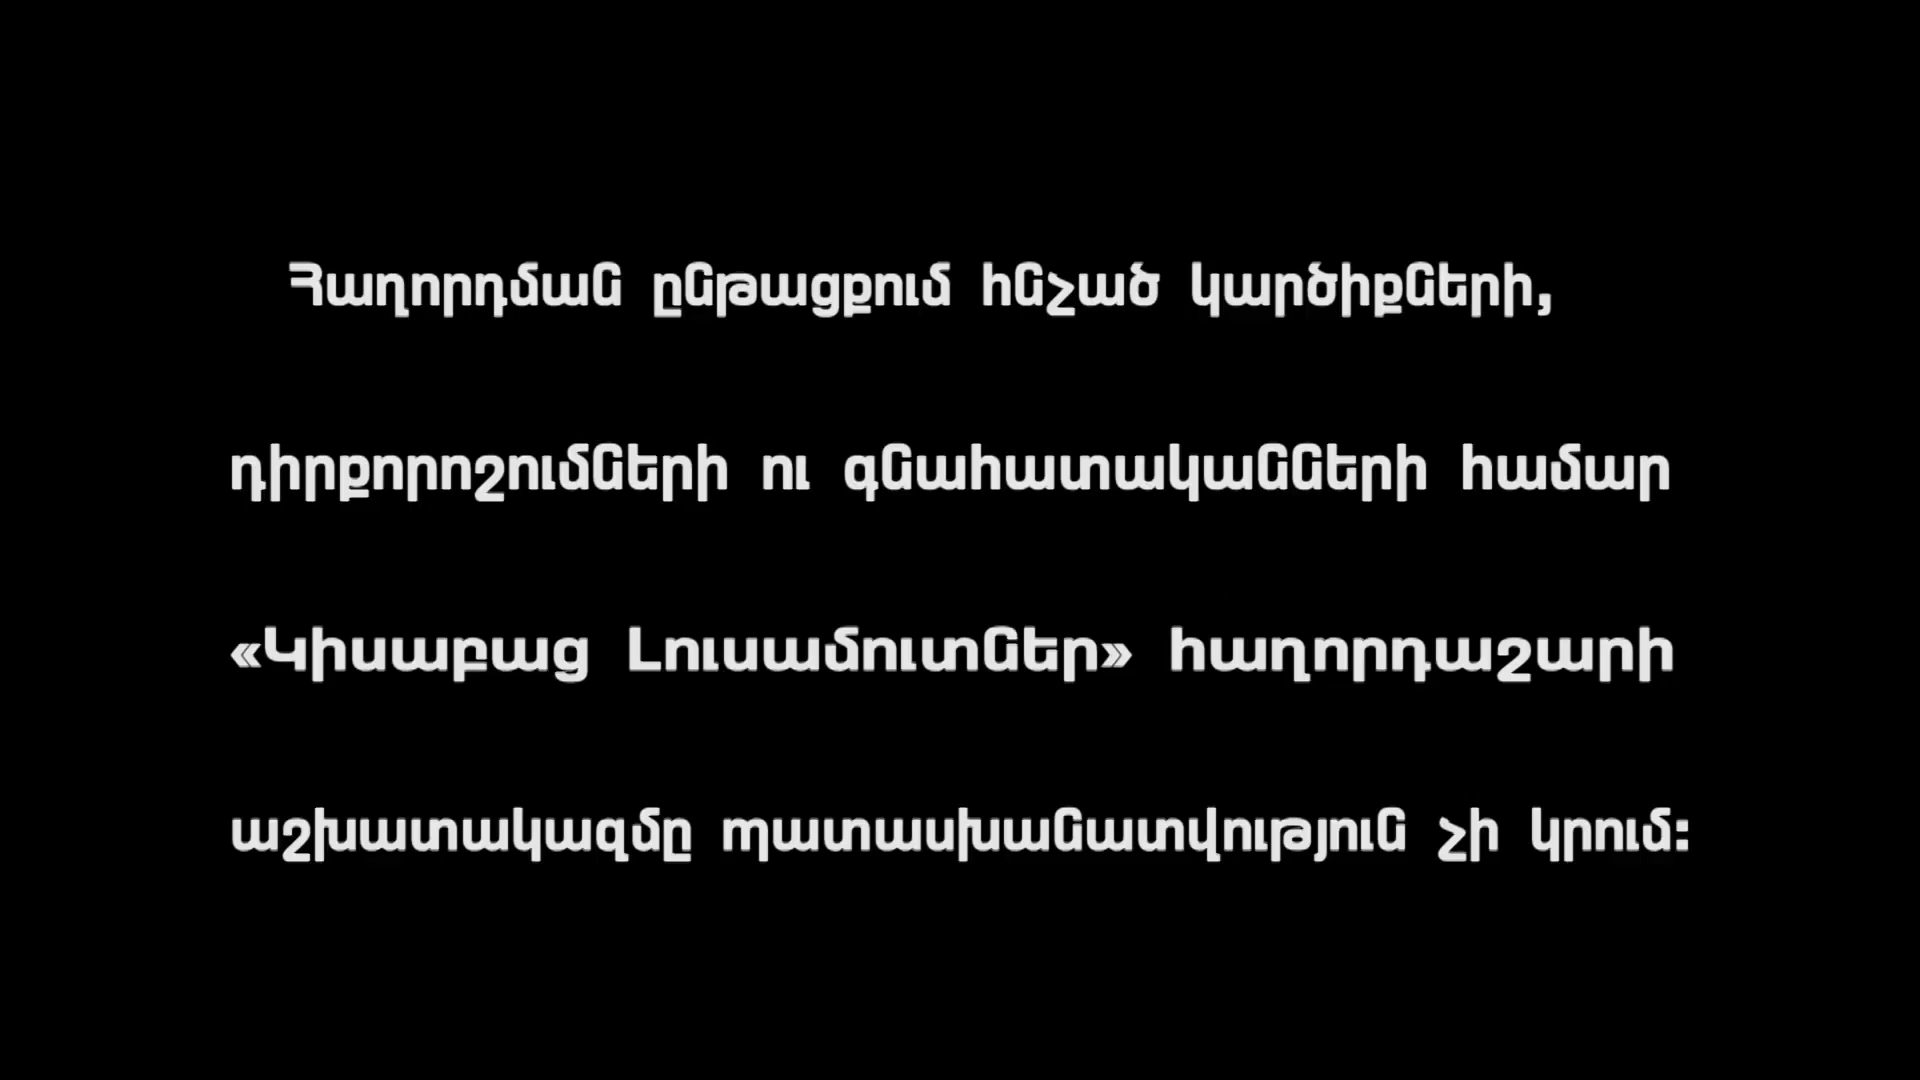 Հաղորդման ընթացքում հնչած կարծիքների,
դիրքորոշումների ու գնահատականների համար
«Կիսաբաց Լուսամուտներ» հաղորդաշարի
աշխատակազմը պատասխանատվություն չի կրում: